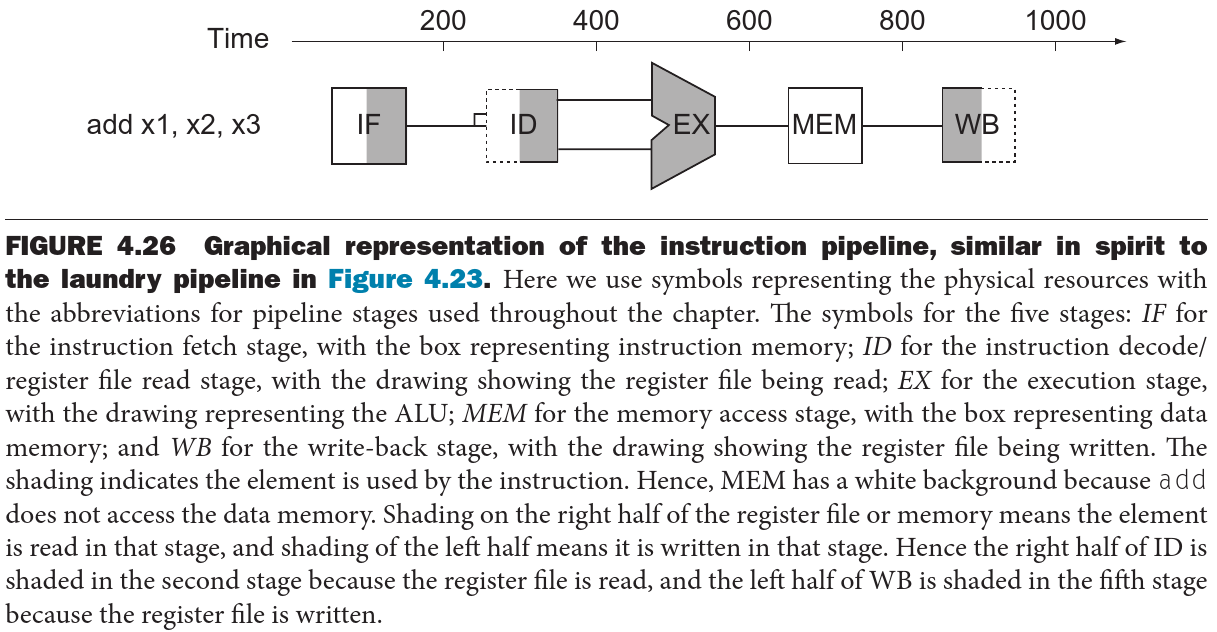 200 400 600 800 1000
Time
add x1, x2, x3 IF ID EX MEM WB
FIGURE 4.26 Graphical representation of the instruction pipeline, similar in spirit to
the laundry pipeline in Figure 4.23. Here we use symbols representing the physical resources with
the abbreviations for pipeline stages used throughout the chapter. The symbols for the five stages: IF for
the instruction fetch stage, with the box representing instruction memory; ID for the instruction decode/
register file read stage, with the drawing showing the register file being read; EX for the execution stage,
with the drawing representing the ALU; MEM for the memory access stage, with the box representing data
memory; and WB for the write-back stage, with the drawing showing the register file being written. The
shading indicates the element is used by the instruction. Hence, MEM has a white background because add
does not access the data memory. Shading on the right half of the register file or memory means the element
is read in that stage, and shading of the left half means it is written in that stage. Hence the right half of ID is
shaded in the second stage because the register file is read, and the left half of WB is shaded in the fifth stage
because the register file is written.